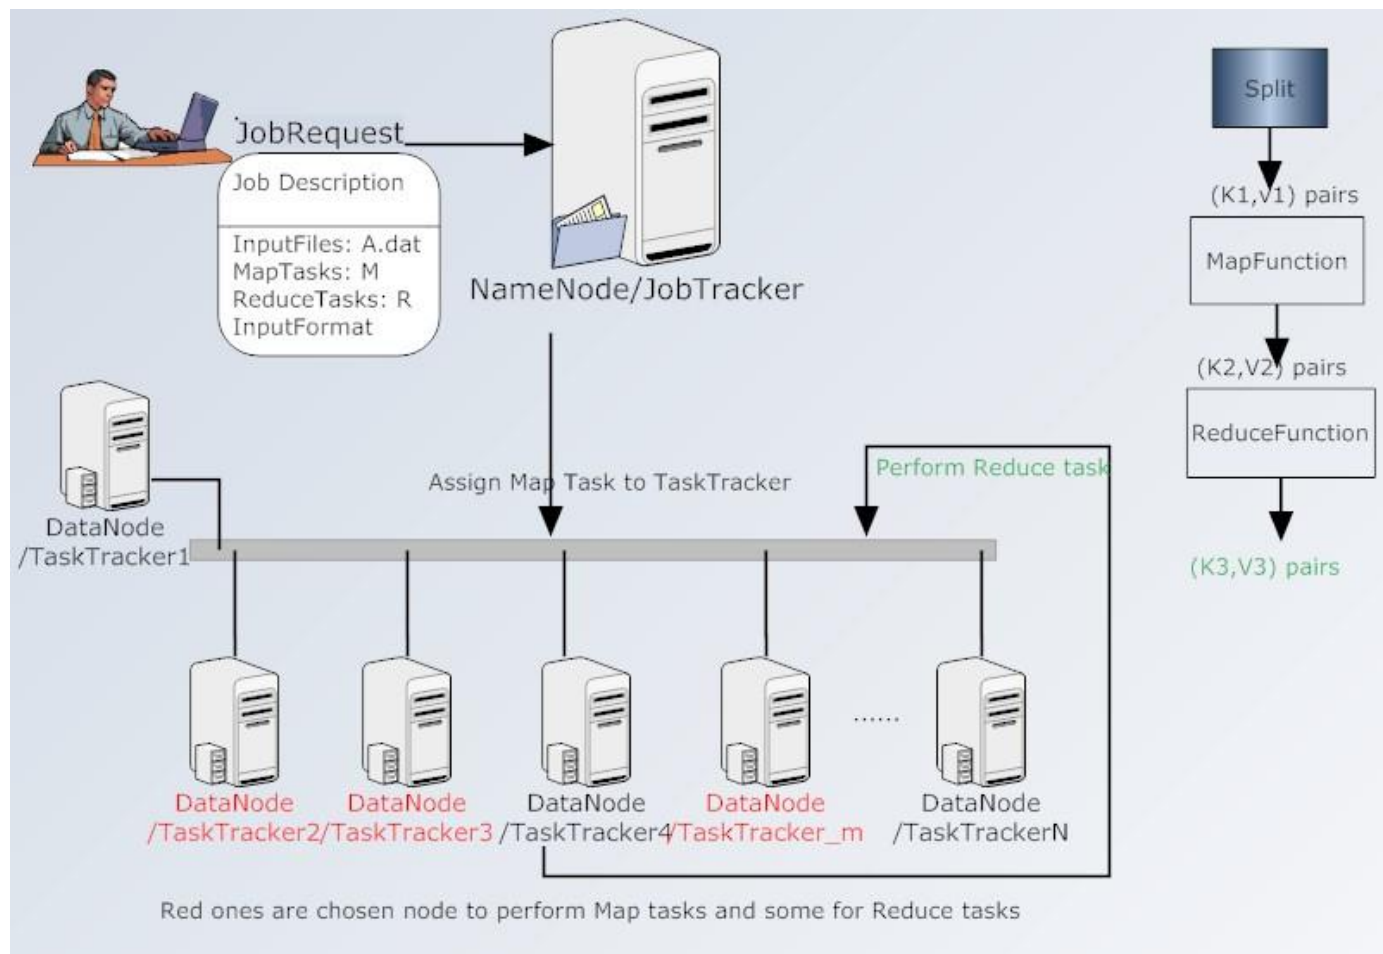 JobRequest
Job Description
InputFiles: A.dat
MapTasks: M
ReduceTasks: R
InputFormat
NameNode/JobTracker
Split
(K1,v1) pairs
MapFunction
(K2,V2) pairs
ReduceFunction
(K3,V3) pairs
Assign Map Task to TaskTracker
Perform Reduce task
DataNode
/TaskTracker1
DataNode
/TaskTracker2
DataNode
/TaskTracker3
DataNode
/TaskTracker4
DataNode
/TaskTracker_m
......
DataNode
/TaskTrackerN
Red ones are chosen node to perform Map tasks and some for Reduce tasks